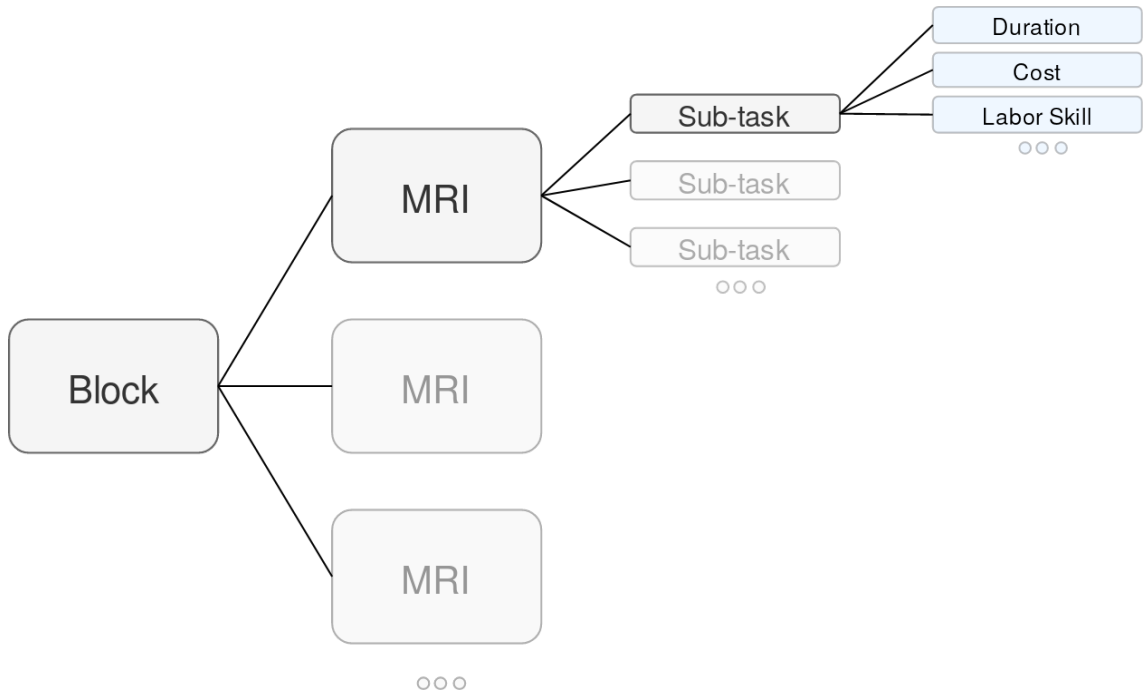 Duration
Cost
Labor Skill
Sub-task
Sub-task
Sub-task
MRI
MRI
MRI
Block